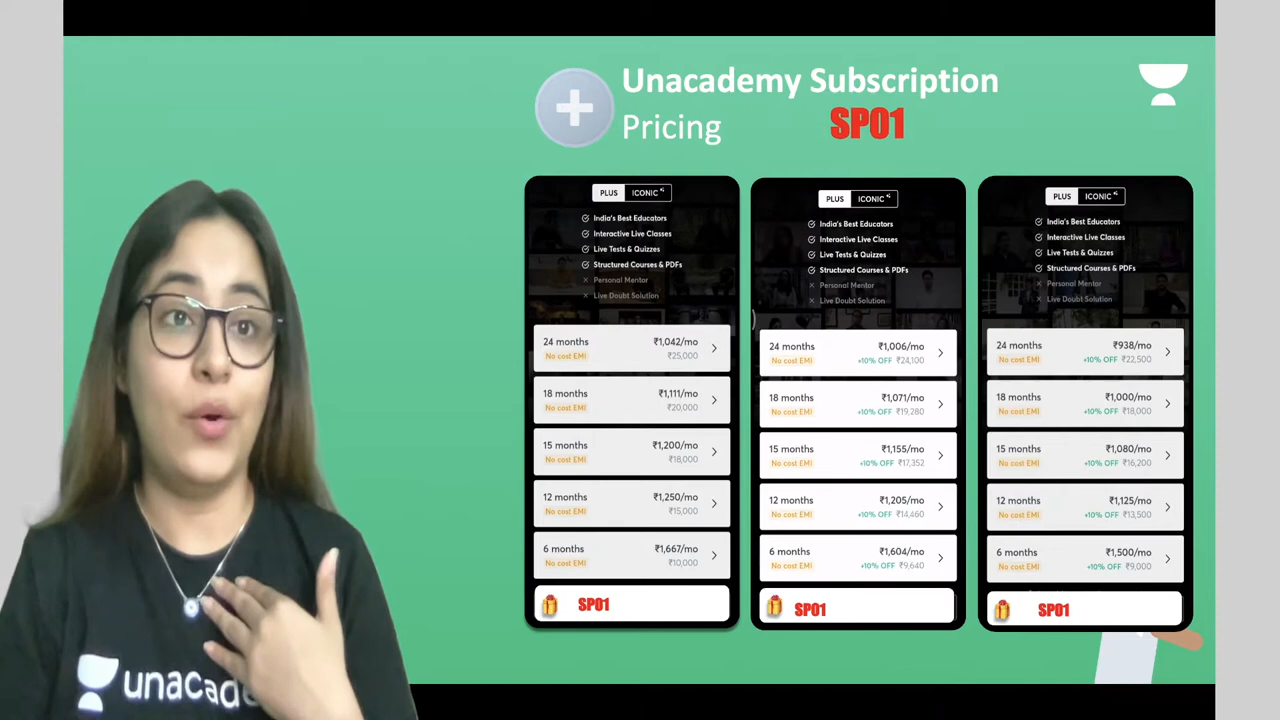 Unacademy Subscription
Pricing
SP01
PLUS ICONIC
India's Best Educators
Interactive Live Classes
Live Tests & Quizzes
Structured Courses & PDFs
Personal Mentor
Live Doubt Solution
24 months ₹1,042/mo
No cost EMI ₹25,000
18 months ₹1,111/mo
No cost EMI ₹20,000
15 months ₹1,200/mo
No cost EMI ₹18,000
12 months ₹1,250/mo
No cost EMI ₹15,000
6 months ₹1,667/mo
No cost EMI ₹10,000
SP01
PLUS ICONIC
India's Best Educators
Interactive Live Classes
Live Tests & Quizzes
Structured Courses & PDFs
Personal Mentor
Live Doubt Solution
24 months ₹1,006/mo
No cost EMI +10% OFF ₹24,100
18 months ₹1,071/mo
No cost EMI +10% OFF ₹19,280
15 months ₹1,155/mo
No cost EMI +10% OFF ₹17,352
12 months ₹1,205/mo
No cost EMI +10% OFF ₹14,460
6 months ₹1,604/mo
No cost EMI +10% OFF ₹9,640
SP01
PLUS ICONIC
India's Best Educators
Interactive Live Classes
Live Tests & Quizzes
Structured Courses & PDFs
Personal Mentor
Live Doubt Solution
24 months ₹938/mo
No cost EMI +10% OFF ₹22,500
18 months ₹1,000/mo
No cost EMI +10% OFF ₹18,000
15 months ₹1,080/mo
No cost EMI +10% OFF ₹16,200
12 months ₹1,125/mo
No cost EMI +10% OFF ₹13,500
6 months ₹1,500/mo
No cost EMI +10% OFF ₹9,000
SP01
unacade